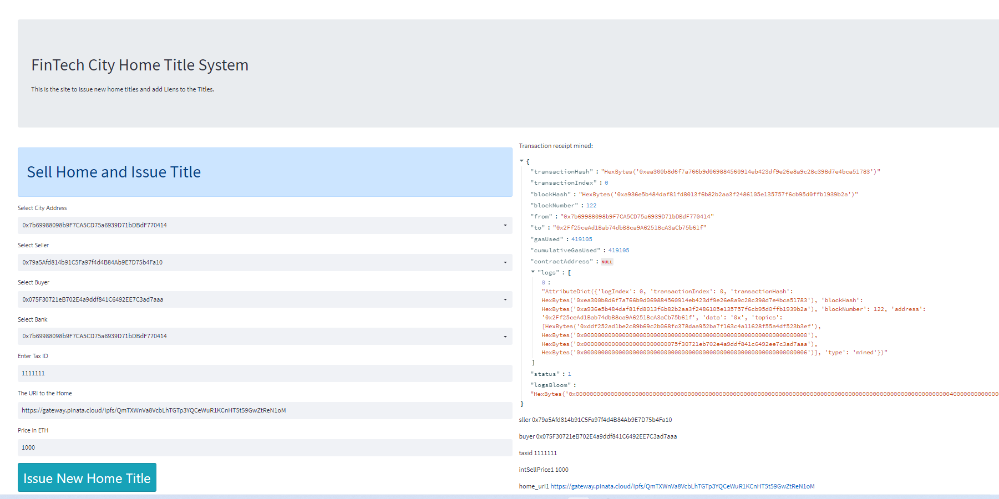 FinTech City Home Title System
This is the site to issue new home titles and add Liens to the Titles.
Sell Home and Issue Title
Select City Address
0x7b69988098b9F7CA5CD75a6939D71bDBdF770414
Select Seller
0x79a5Afd814b91C5Fa97f4d4B84Ab9E7D75b4Fa10
Select Buyer
0x075F30721eB702E4a9ddf841C6492EE7C3ad7aaa
Select Bank
0x7b69988098b9F7CA5CD75a6939D71bDBdF770414
Enter Tax ID
1111111
The URI to the Home
https://gateway.pinata.cloud/ipfs/QmTXWnVa8VcbLhTGTp3YQCeWuR1KCnHT5t59GwZtReN1oM
Price in ETH
1000
Issue New Home Title
Transaction receipt mined:
{
"transactionHash" : "HexBytes('0xea300b8d6f7a766b9d069884560914eb423df9e26e8a9c28c398d7e4bca51783')"
"transactionIndex" : 0
"blockHash" : "HexBytes('0xa936e5b484daf81fd8013f6b82b2aa3f2486105e135757f6cb95d0ffb1939b2a')"
"blockNumber" : 122
"from" : "0x7b69988098b9F7CA5CD75a6939D71bDBdF770414"
"to" : "0x2Ff25ceAd1Bab74dbB8ca9A62518cA3aCb75b61f"
"gasUsed" : 419105
"cumulativeGasUsed" : 419105
"contractAddress" : NULL
"logs" : [
0 :
"AttributeDict({'logIndex': 0, 'transactionIndex': 0, 'transactionHash':
HexBytes('0xea300b8d6f7a766b9d069884560914eb423df9e26e8a9c28c398d7e4bca51783'), 'blockHash':
HexBytes('0xa936e5b484daf81fd8013f6b82b2aa3f2486105e135757f6cb95d0ffb1939b2a'), 'blockNumber': 122, 'address':
'0x2Ff25ceAd1Bab74dbB8ca9A62518cA3aCb75b61f', 'data': '0x', 'topics':
[HexBytes('0xddf252ad1be2c89b69c2b068fc378daa952ba7f163c4a11628f55a4df523b3ef'),
HexBytes('0x0000000000000000000000000000000000000000000000000000000000000000'),
HexBytes('0x000000000000000000000000075f30721eb702e4a9ddf841c6492ee7c3ad7aaa'),
HexBytes('0x0000000000000000000000000000000000000000000000000000000000000006')], 'type': 'mined'})"
]
"status" : 1
"logsBloom" :
}
sller 0x79a5Afd814b91C5Fa97f4d4B84Ab9E7D75b4Fa10
buyer 0x075F30721eB702E4a9ddf841C6492EE7C3ad7aaa
taxid 1111111
intSellPrice1 1000
home_uri1 https://gateway.pinata.cloud/ipfs/QmTXWnVa8VcbLhTGTp3YQCeWuR1KCnHT5t59GwZtReN1oM